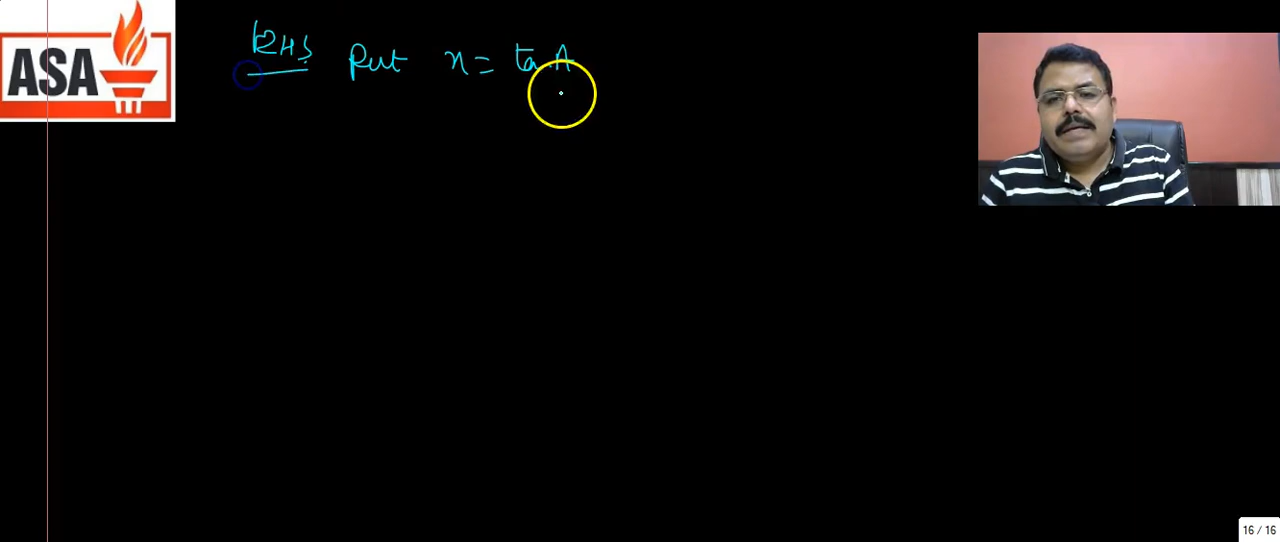 ASA
RHS Put x = tan A
16 / 16